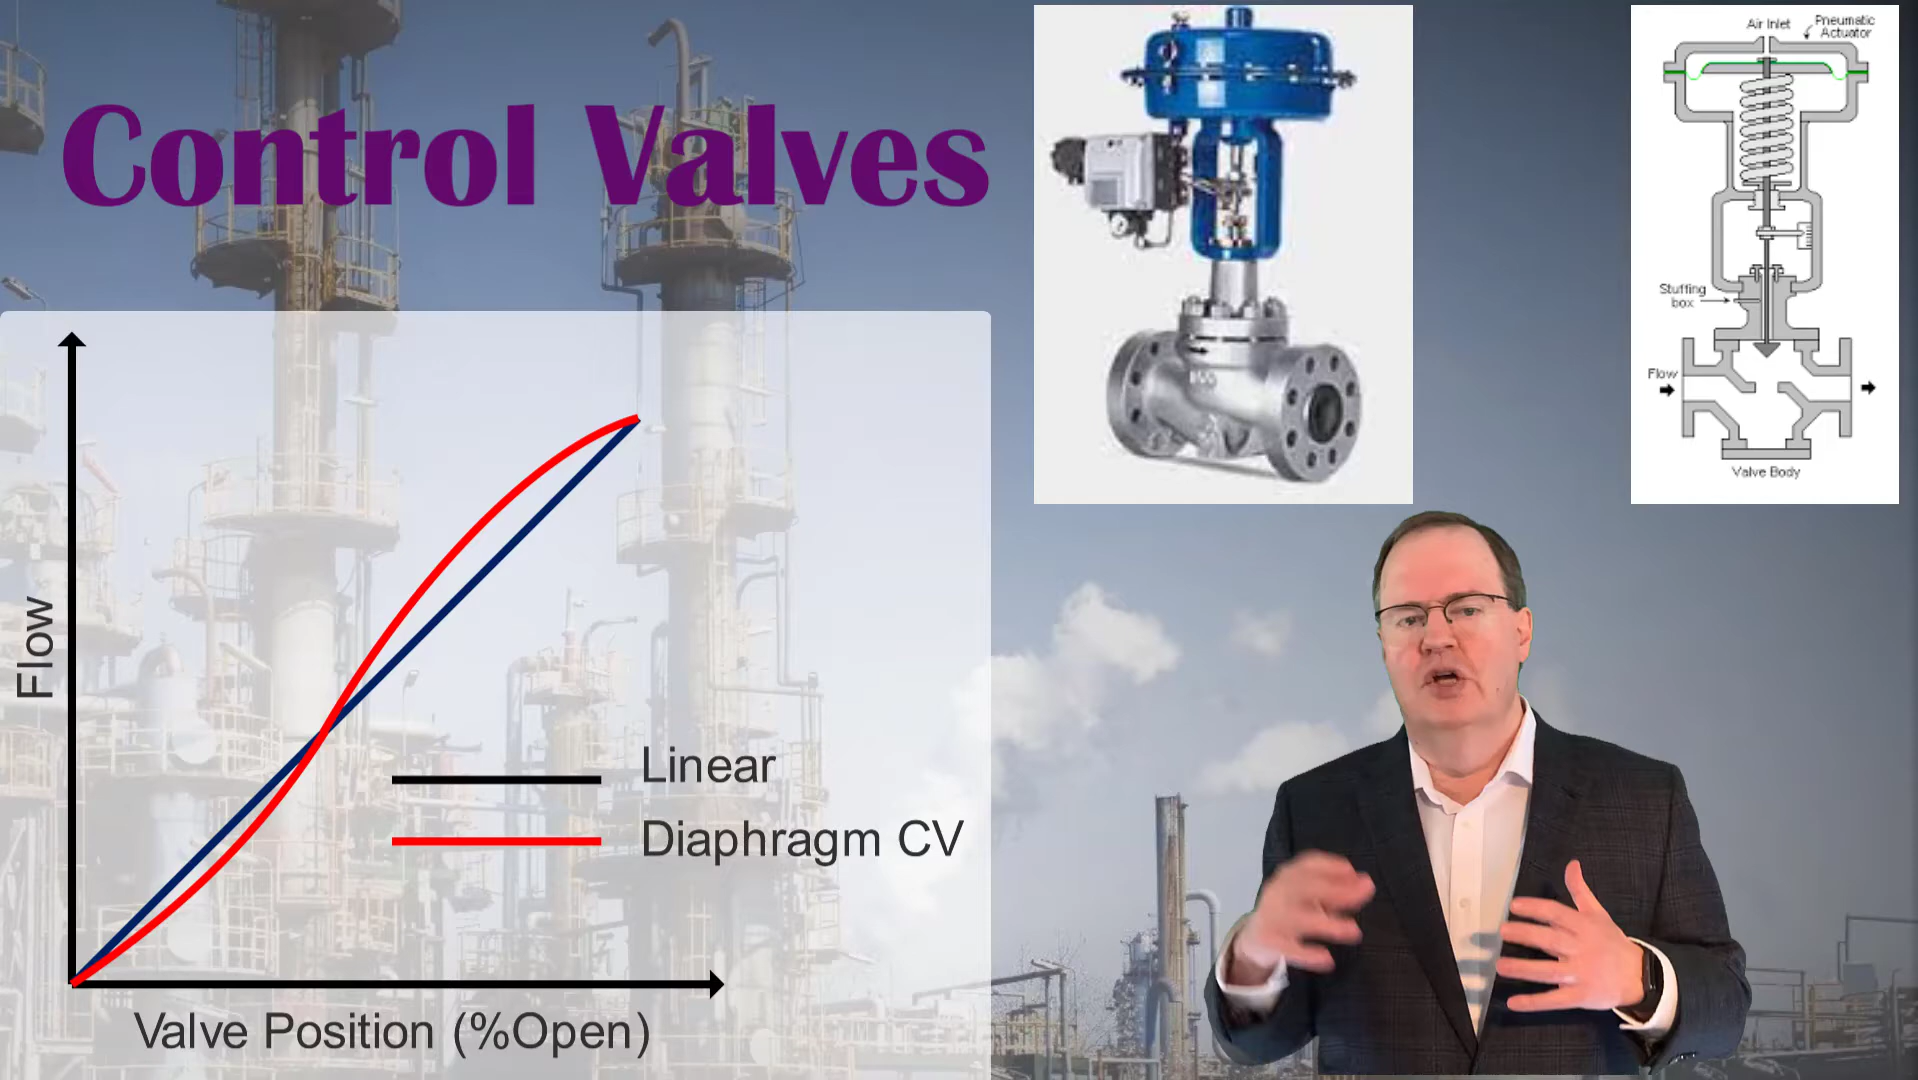 Control Valves
Flow
Linear
Diaphragm CV
Valve Position (%Open)
Air Inlet
Pneumatic
Actuator
Stuffing
box
Flow
Valve Body